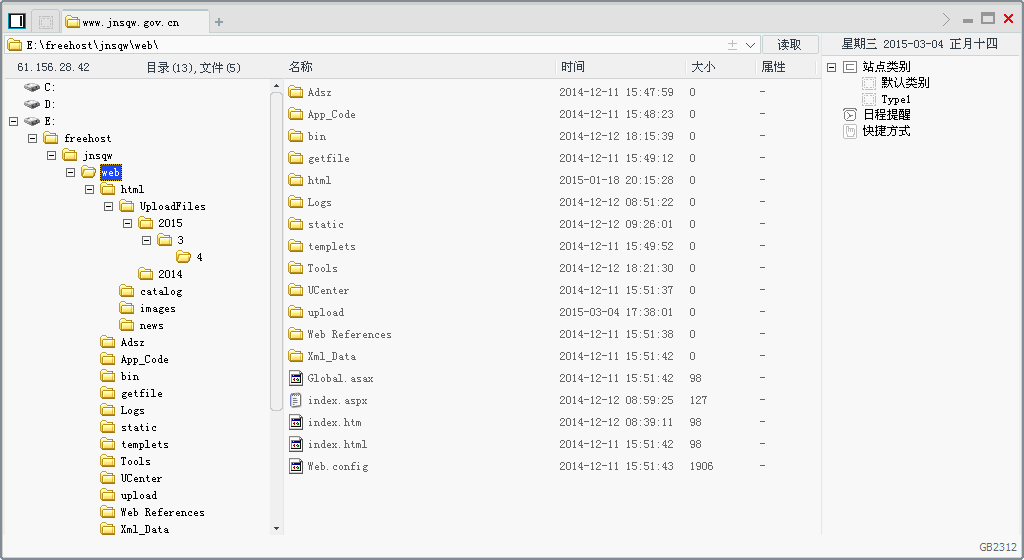 www.jnsqw.gov.cn
E:\freehost\jnsqw\web\
读取
星期三 2015-03-04 正月十四
61.156.28.42
目录(13),文件(5)
C:
D:
E:
freehost
jnsqw
web
html
UploadFiles
2015
3
4
2014
catalog
images
news
Adsz
App_Code
bin
getfile
Logs
static
templets
Tools
UCenter
upload
Web References
Xml_Data
名称 时间 大小 属性
Adsz 2014-12-11 15:47:59 0 -
App_Code 2014-12-11 15:48:23 0 -
bin 2014-12-12 18:15:39 0 -
getfile 2014-12-11 15:49:12 0 -
html 2015-01-18 20:15:28 0 -
Logs 2014-12-12 08:51:22 0 -
static 2014-12-12 09:26:01 0 -
templets 2014-12-11 15:49:52 0 -
Tools 2014-12-12 18:21:30 0 -
UCenter 2014-12-11 15:51:37 0 -
upload 2015-03-04 17:38:01 0 -
Web References 2014-12-11 15:51:38 0 -
Xml_Data 2014-12-11 15:51:42 0 -
Global.asax 2014-12-11 15:51:42 98 -
index.aspx 2014-12-12 08:59:25 127 -
index.htm 2014-12-12 08:39:11 98 -
index.html 2014-12-11 15:51:42 98 -
Web.config 2014-12-11 15:51:43 1906 -
站点类别
默认类别
Type1
日程提醒
快捷方式
GB2312